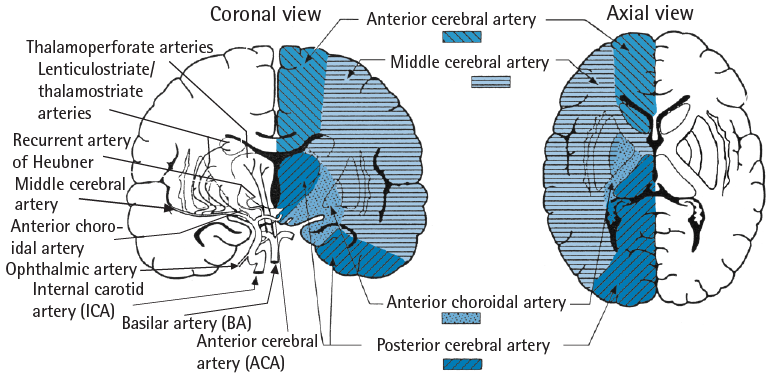 Coronal view
Axial view
Anterior cerebral artery
Middle cerebral artery
Thalamoperforate arteries
Lenticulostriate/
thalamostriate
arteries
Recurrent artery
of Heubner
Middle cerebral
artery
Anterior choro-
idal artery
Ophthalmic artery
Internal carotid
artery (ICA)
Basilar artery (BA)
Anterior cerebral
artery (ACA)
Anterior choroidal artery
Posterior cerebral artery